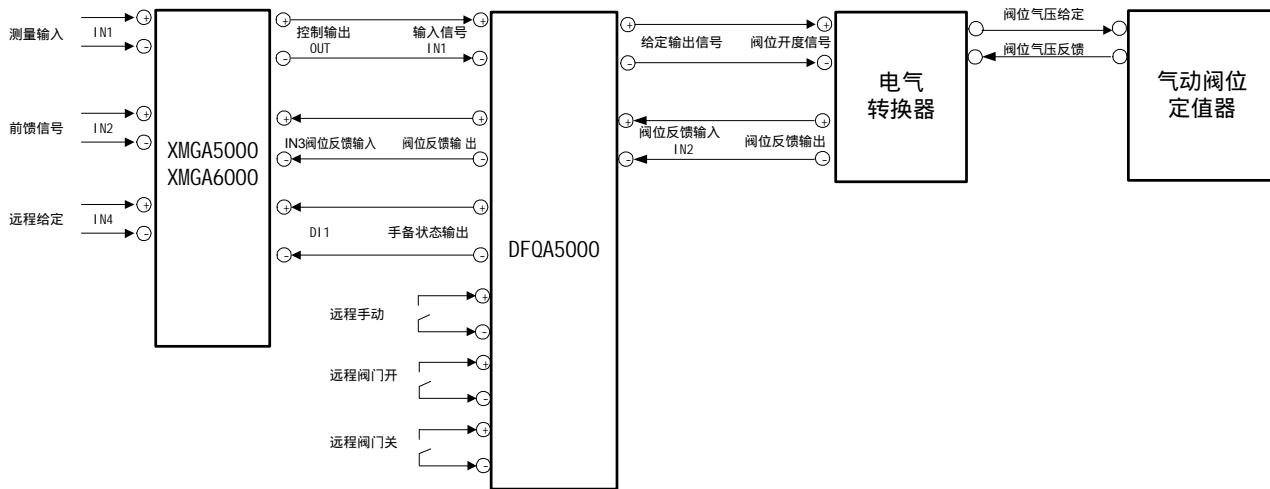 测量输入
IN1
前馈信号
IN2
远程给定
IN4
XMGA5000
XMGA6000
控制输出
OUT
输入信号
IN1
IN3阀位反馈输入
阀位反馈输出
DI1
手备状态输出
远程手动
远程阀门开
远程阀门关
DFQA5000
给定输出信号
阀位开度信号
阀位反馈输入
IN2
阀位反馈输出
电气
转换器
阀位气压给定
阀位气压反馈
气动阀位
定值器